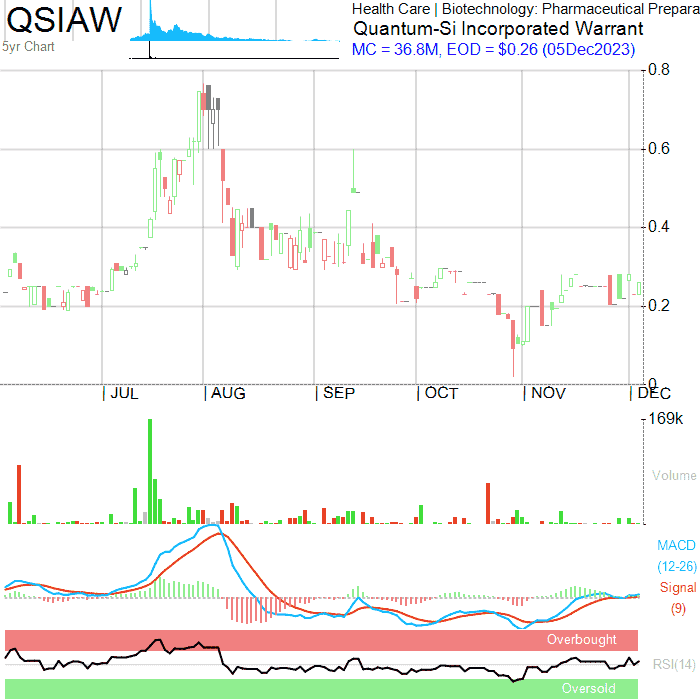 QSIAW
5yr Chart
Health Care | Biotechnology: Pharmaceutical Prepara
Quantum-Si Incorporated Warrant
MC = 36.8M, EOD = $0.26 (05Dec2023)
0.8
0.6
0.4
0.2
0
| JUL | AUG | SEP | OCT | NOV | DEC
169k
Volume
MACD
(12-26)
Signal
(9)
Overbought
RSI(14)
Oversold